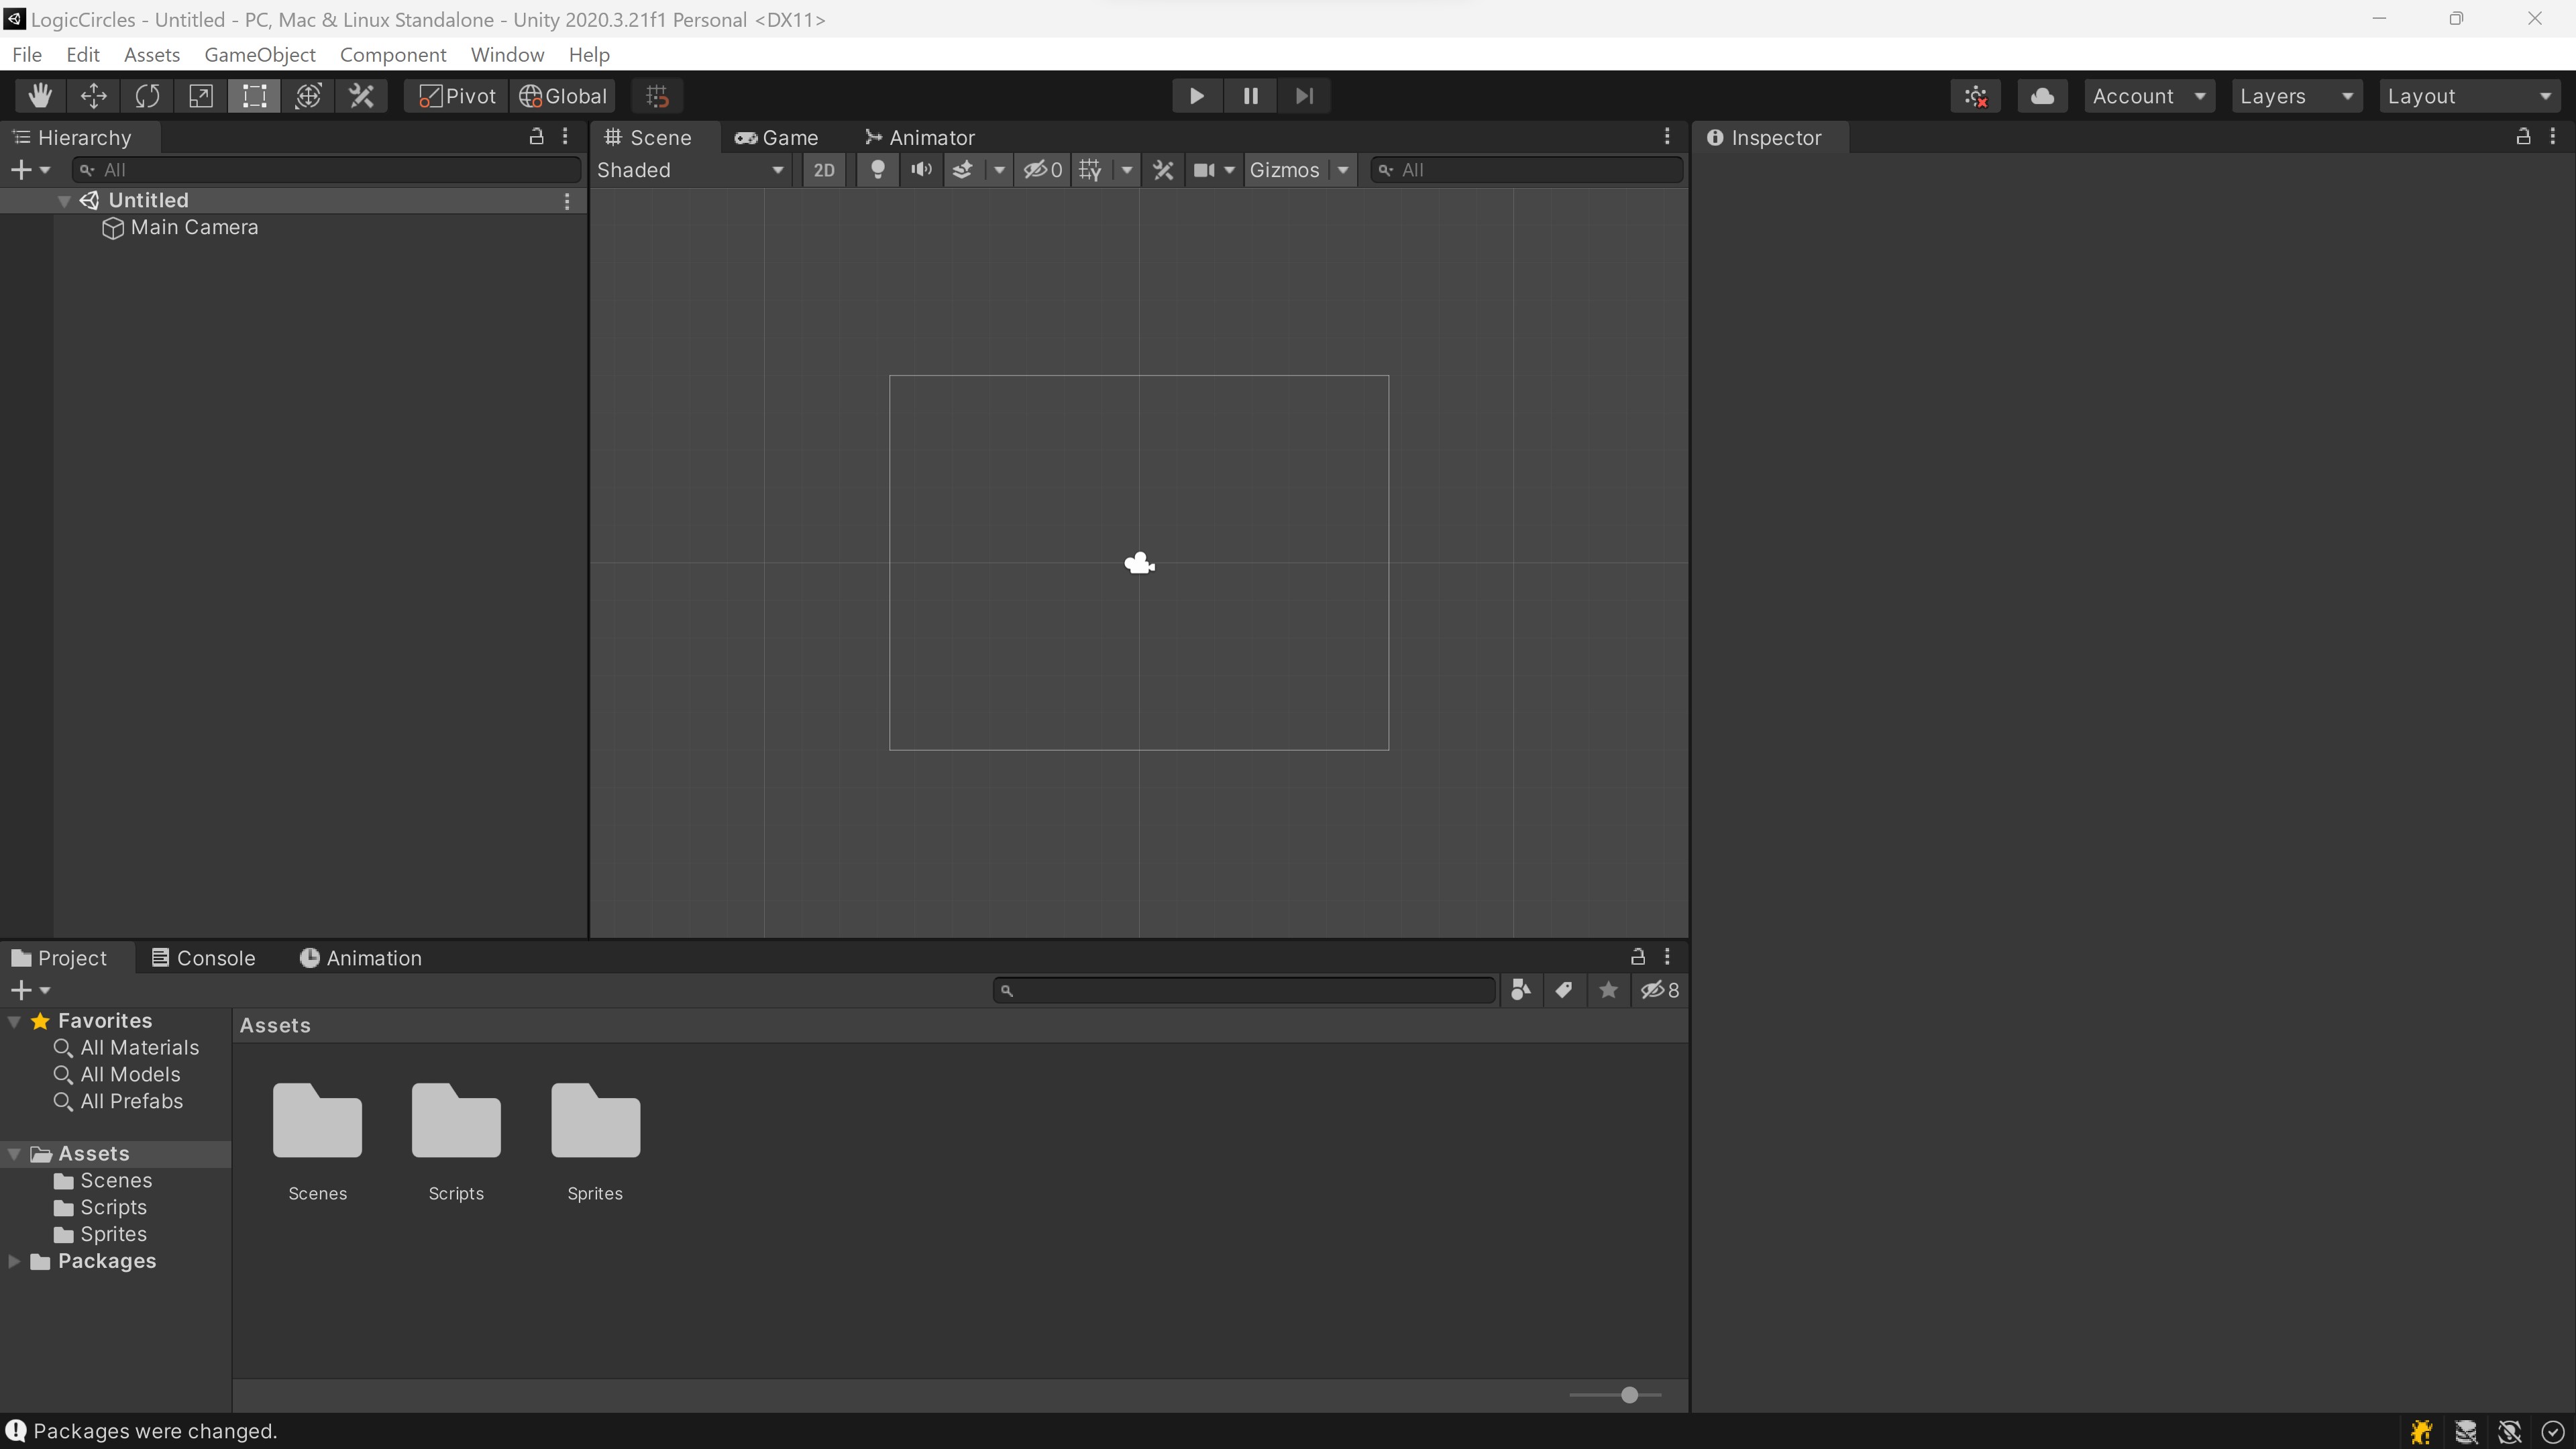 LogicCircles - Untitled - PC, Mac & Linux Standalone - Unity 2020.3.21f1 Personal <DX11>
File Edit Assets GameObject Component Window Help
Pivot Global Account Layers Layout
Hierarchy
All
Untitled
Main Camera
Scene Game Animator
Shaded 2D 0 Gizmos All
Inspector
Project Console Animation
8
Favorites
All Materials
All Models
All Prefabs
Assets
Scenes
Scripts
Sprites
Packages
Assets
Scenes Scripts Sprites
Packages were changed.